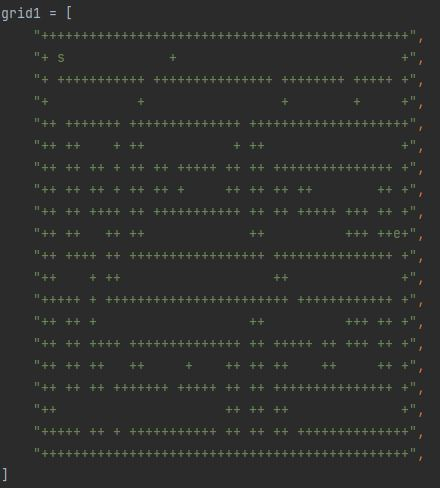 grid1 = [
"++++++++++++++++++++++++++++++++++++++++++++++",
"+ s             +                            +",
"+ +++++++++++ +++++++++++++++ ++++++++ +++++ +",
"+           +                 +        +     +",
"++ +++++++ ++++++++++++++ ++++++++++++++++++++",
"++ ++    + ++           + ++                 +",
"++ ++ ++ + ++ ++ +++++ ++ ++ +++++++++++++++ +",
"++ ++ ++ + ++ ++ +     ++ ++ ++ ++        ++ +",
"++ ++ ++++ ++ +++++++++++ ++ ++ +++++ +++ ++ +",
"++ ++   ++ ++             ++          +++ ++e+",
"++ ++++ ++ +++++++++++++++++ +++++++++++++++ +",
"++    + ++                   ++              +",
"+++++ + ++++++++++++++++++++ +++++++++++++++ +",
"++ ++ +                   ++          +++ ++ +",
"++ ++ ++++ ++++++++++++++ ++ +++++ ++ +++ ++ +",
"++ ++ ++   ++     +    ++ ++ ++    ++     ++ +",
"++ ++ ++ +++++++ +++++ ++ ++ +++++++++++++++ +",
"++                     ++ ++ ++              +",
"+++++ ++ + +++++++++++ ++ ++ +++++++++++++++++",
"++++++++++++++++++++++++++++++++++++++++++++++",
]